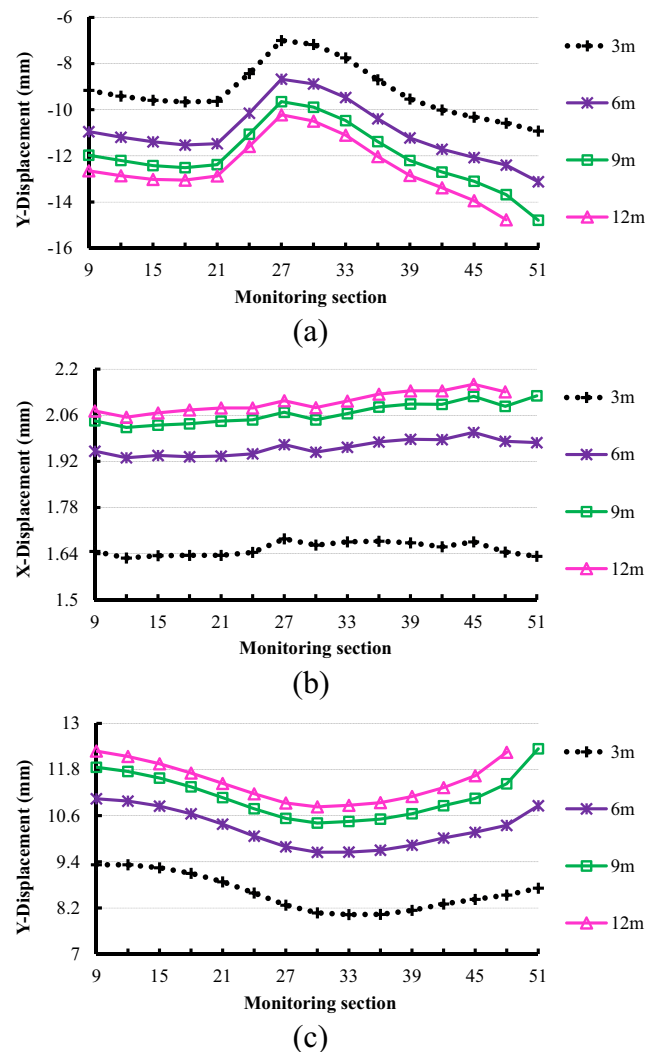 -6
-8
-10
-12
-14
-16
Y-Displacement (mm)
9 15 21 27 33 39 45 51
Monitoring section
3m
6m
9m
12m
(a)
2.2
2.06
1.92
1.78
1.64
1.5
X-Displacement (mm)
9 15 21 27 33 39 45 51
Monitoring section
3m
6m
9m
12m
(b)
13
11.8
10.6
9.4
8.2
7
Y-Displacement (mm)
9 15 21 27 33 39 45 51
Monitoring section
3m
6m
9m
12m
(c)